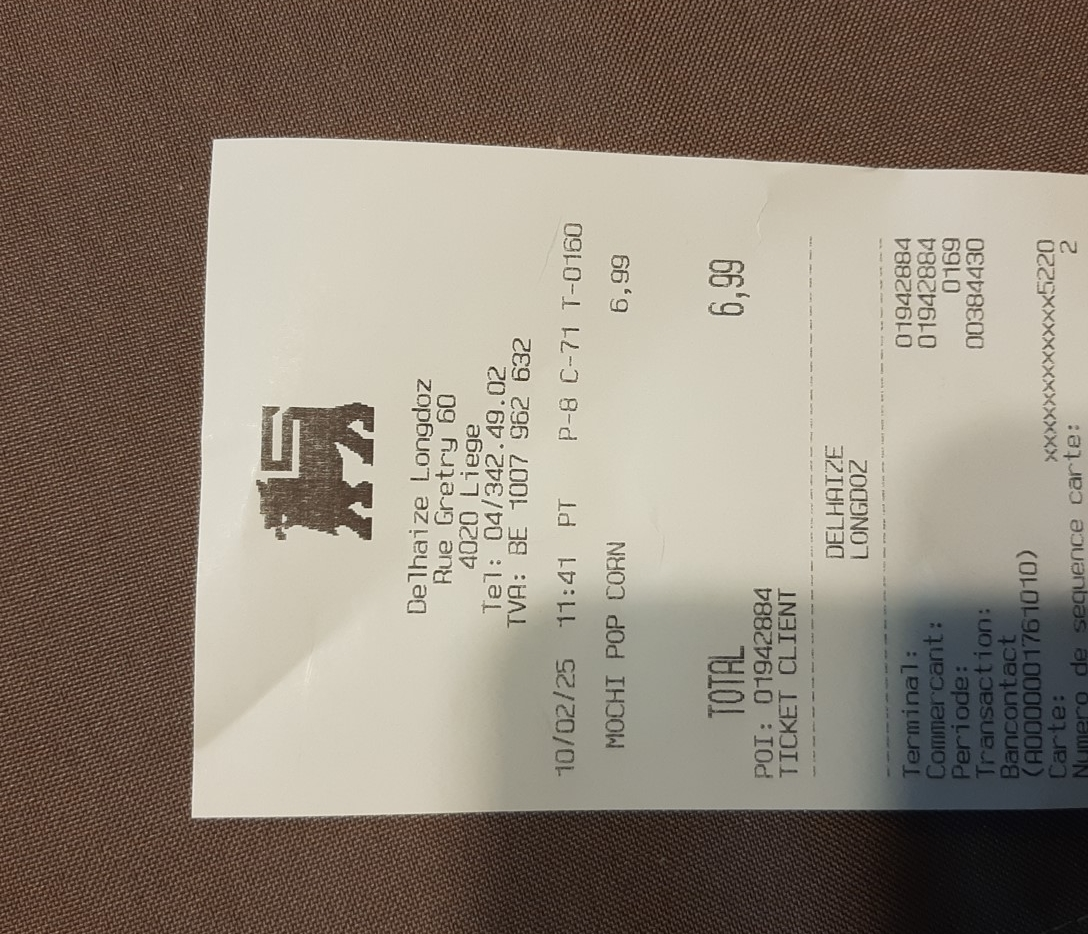 Delhaize Longdoz
Rue Gretry 60
4020 Liege
Tel: 04/342.49.02
TVA: BE 1007 962 632
10/02/25 11:41 PT P-8 C-71 T-0160
MOCHI POP CORN 6,99
TOTAL 6,99
POI: 01942884
TICKET CLIENT
DELHAIZE
LONGDOZ
Terminal: 01942884
Commercant: 01942884
Periode: 0169
Transaction: 00384430
Bancontact
(A0000001761010)
Carte: xxxxxxxxxxxxx5220
Numero de sequence carte: 2